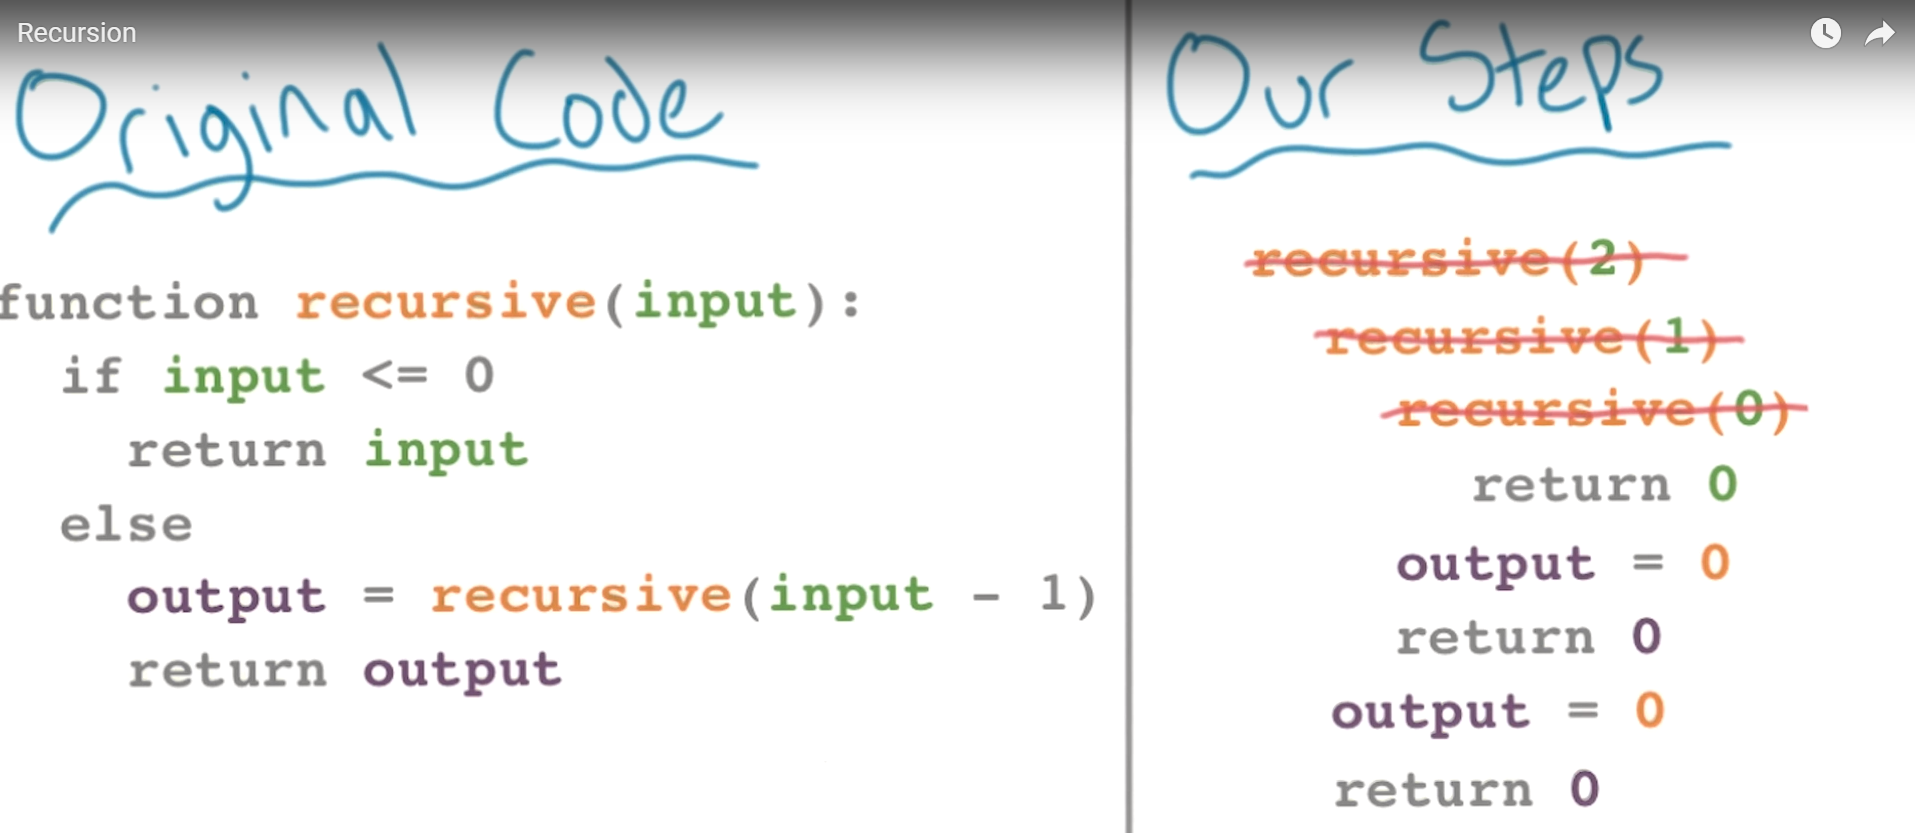 Recursion
Original Code
function recursive(input):
if input <= 0
return input
else
output = recursive(input - 1)
return output
Our Steps
recursive(2)
recursive(1)
recursive(0)
return 0
output = 0
return 0
output = 0
return 0